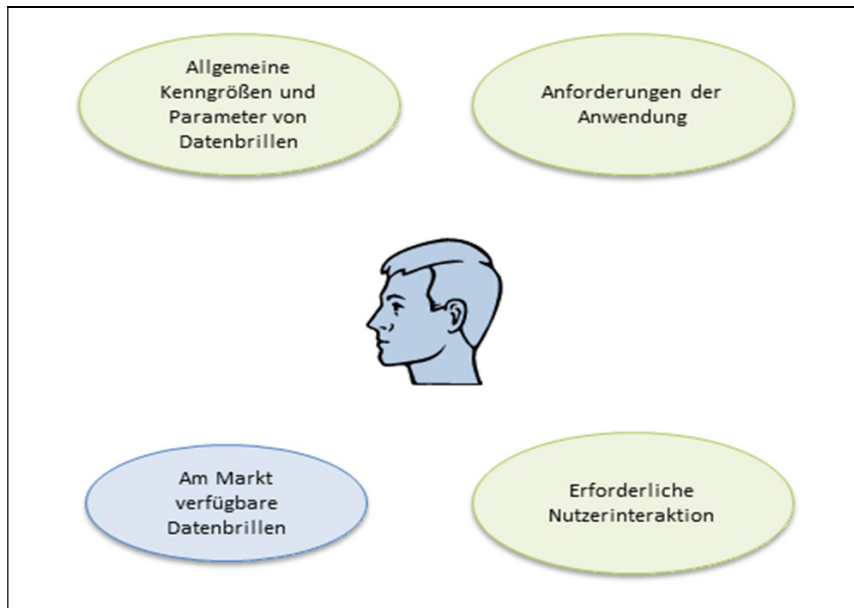 Allgemeine
Kenngrößen und
Parameter von
Datenbrillen
Anforderungen der
Anwendung
Am Markt
verfügbare
Datenbrillen
Erforderliche
Nutzerinteraktion